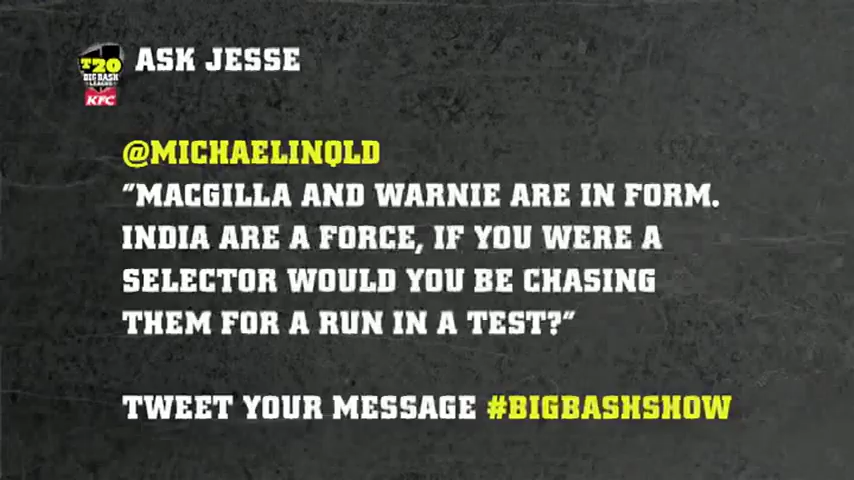 T20
BIG BASH
LEAGUE
KFC
ASK JESSE
@MICHAELINQLD
"MACGILLA AND WARNIE ARE IN FORM.
INDIA ARE A FORCE, IF YOU WERE A
SELECTOR WOULD YOU BE CHASING
THEM FOR A RUN IN A TEST?"
TWEET YOUR MESSAGE #BIGBASHSHOW